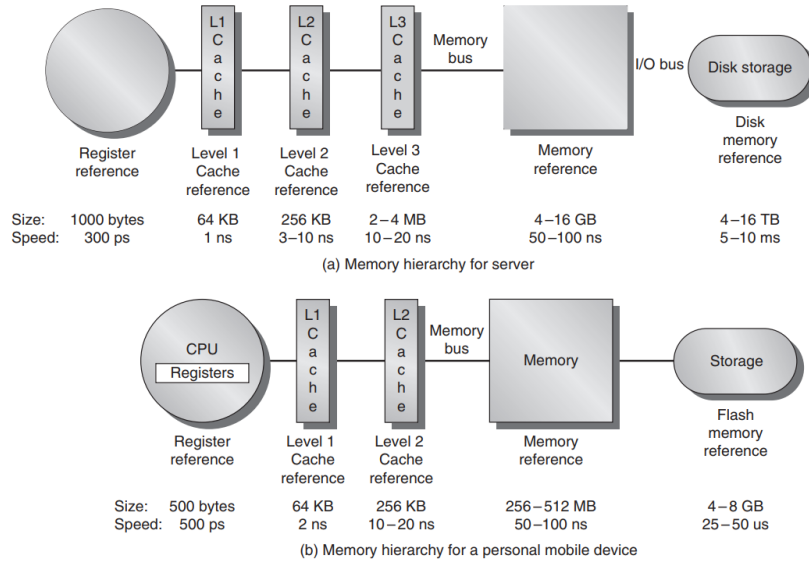 L1 Cache
L2 Cache
L3 Cache
Memory bus
I/O bus
Disk storage
Register reference
Level 1 Cache reference
Level 2 Cache reference
Level 3 Cache reference
Memory reference
Disk memory reference
Size: 1000 bytes 64 KB 256 KB 2–4 MB 4–16 GB 4–16 TB
Speed: 300 ps 1 ns 3–10 ns 10–20 ns 50–100 ns 5–10 ms
(a) Memory hierarchy for server
CPU
Registers
L1 Cache
L2 Cache
Memory bus
Memory
Storage
Register reference
Level 1 Cache reference
Level 2 Cache reference
Memory reference
Flash memory reference
Size: 500 bytes 64 KB 256 KB 256–512 MB 4–8 GB
Speed: 500 ps 2 ns 10–20 ns 50–100 ns 25–50 us
(b) Memory hierarchy for a personal mobile device